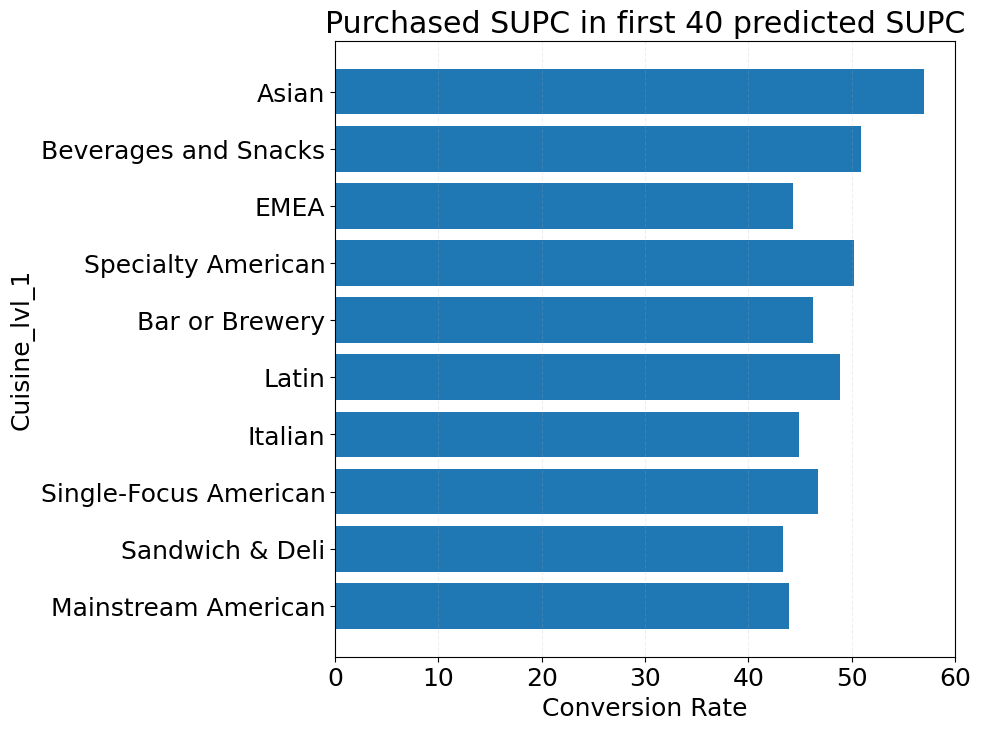 Purchased SUPC in first 40 predicted SUPC
Cuisine_lvl_1
Asian
Beverages and Snacks
EMEA
Specialty American
Bar or Brewery
Latin
Italian
Single-Focus American
Sandwich & Deli
Mainstream American
0 10 20 30 40 50 60
Conversion Rate